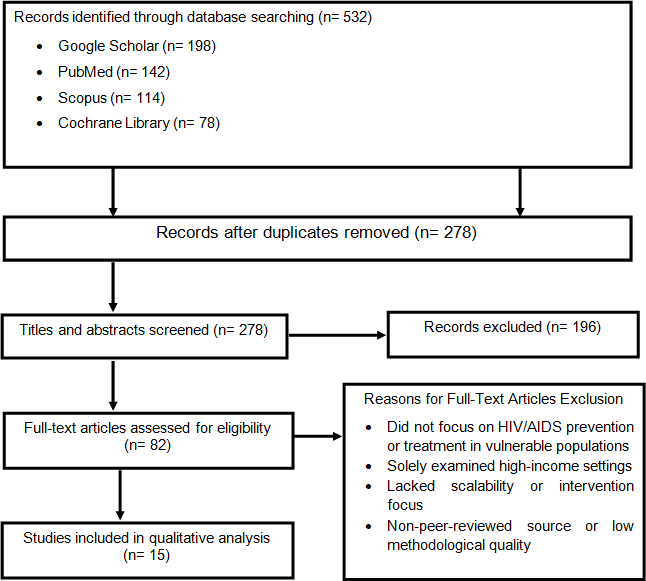 Records identified through database searching (n= 532)
• Google Scholar (n= 198)
• PubMed (n= 142)
• Scopus (n= 114)
• Cochrane Library (n= 78)
Records after duplicates removed (n= 278)
Titles and abstracts screened (n= 278)
Records excluded (n= 196)
Full-text articles assessed for eligibility
(n= 82)
Reasons for Full-Text Articles Exclusion
• Did not focus on HIV/AIDS prevention
or treatment in vulnerable populations
• Solely examined high-income settings
• Lacked scalability or intervention
focus
• Non-peer-reviewed source or low
methodological quality
Studies included in qualitative analysis
(n= 15)